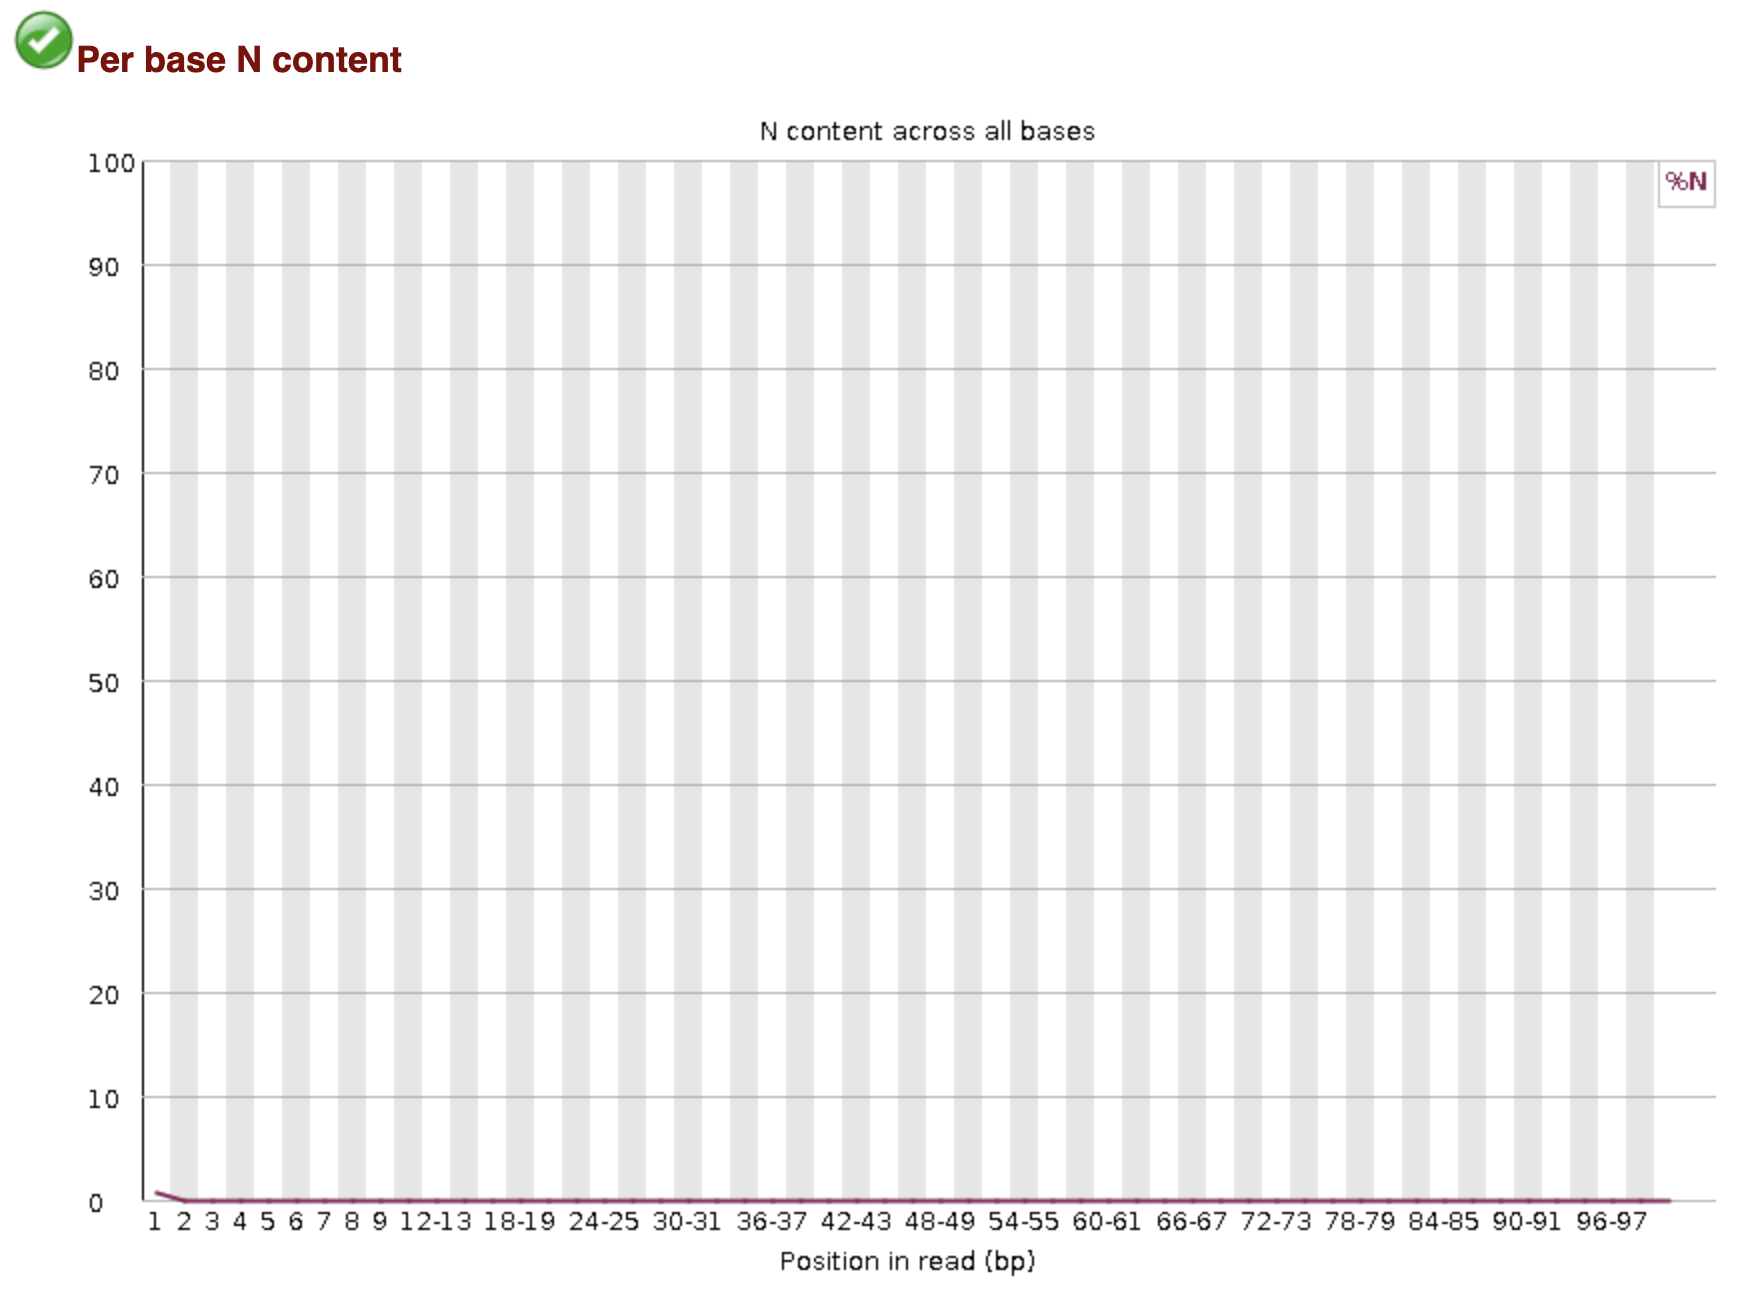 Per base N content
N content across all bases
%N
100
90
80
70
60
50
40
30
20
10
0
1 2 3 4 5 6 7 8 9 12-13 18-19 24-25 30-31 36-37 42-43 48-49 54-55 60-61 66-67 72-73 78-79 84-85 90-91 96-97
Position in read (bp)